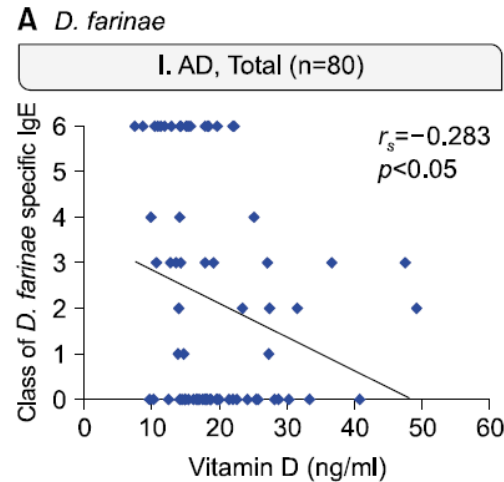 A D. farinae
I. AD, Total (n=80)
rs=−0.283
p<0.05
Class of D. farinae specific IgE
6
5
4
3
2
1
0
0 10 20 30 40 50 60
Vitamin D (ng/ml)